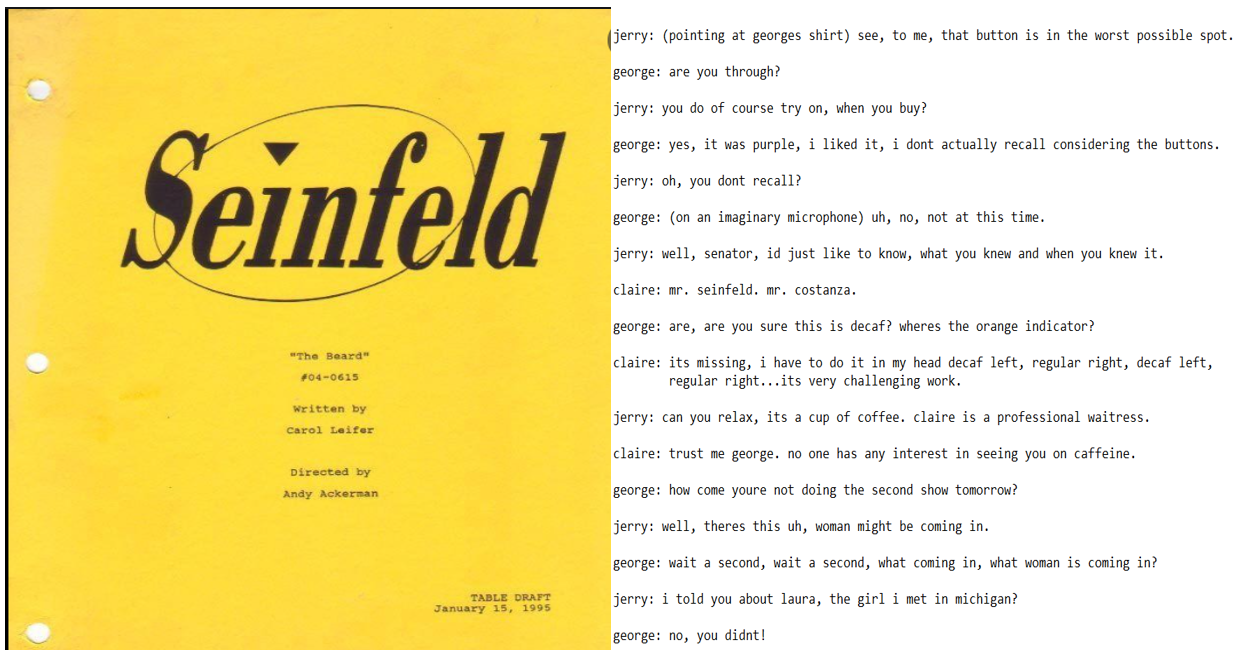 Seinfeld
"The Beard"
#04-0615
Written by
Carol Leifer
Directed by
Andy Ackerman
TABLE DRAFT
January 15, 1995
jerry: (pointing at georges shirt) see, to me, that button is in the worst possible spot.
george: are you through?
jerry: you do of course try on, when you buy?
george: yes, it was purple, i liked it, i dont actually recall considering the buttons.
jerry: oh, you dont recall?
george: (on an imaginary microphone) uh, no, not at this time.
jerry: well, senator, id just like to know, what you knew and when you knew it.
claire: mr. seinfeld. mr. costanza.
george: are, are you sure this is decaf? wheres the orange indicator?
claire: its missing, i have to do it in my head decaf left, regular right, decaf left,
regular right...its very challenging work.
jerry: can you relax, its a cup of coffee. claire is a professional waitress.
claire: trust me george. no one has any interest in seeing you on caffeine.
george: how come youre not doing the second show tomorrow?
jerry: well, theres this uh, woman might be coming in.
george: wait a second, wait a second, what coming in, what woman is coming in?
jerry: i told you about laura, the girl i met in michigan?
george: no, you didnt!